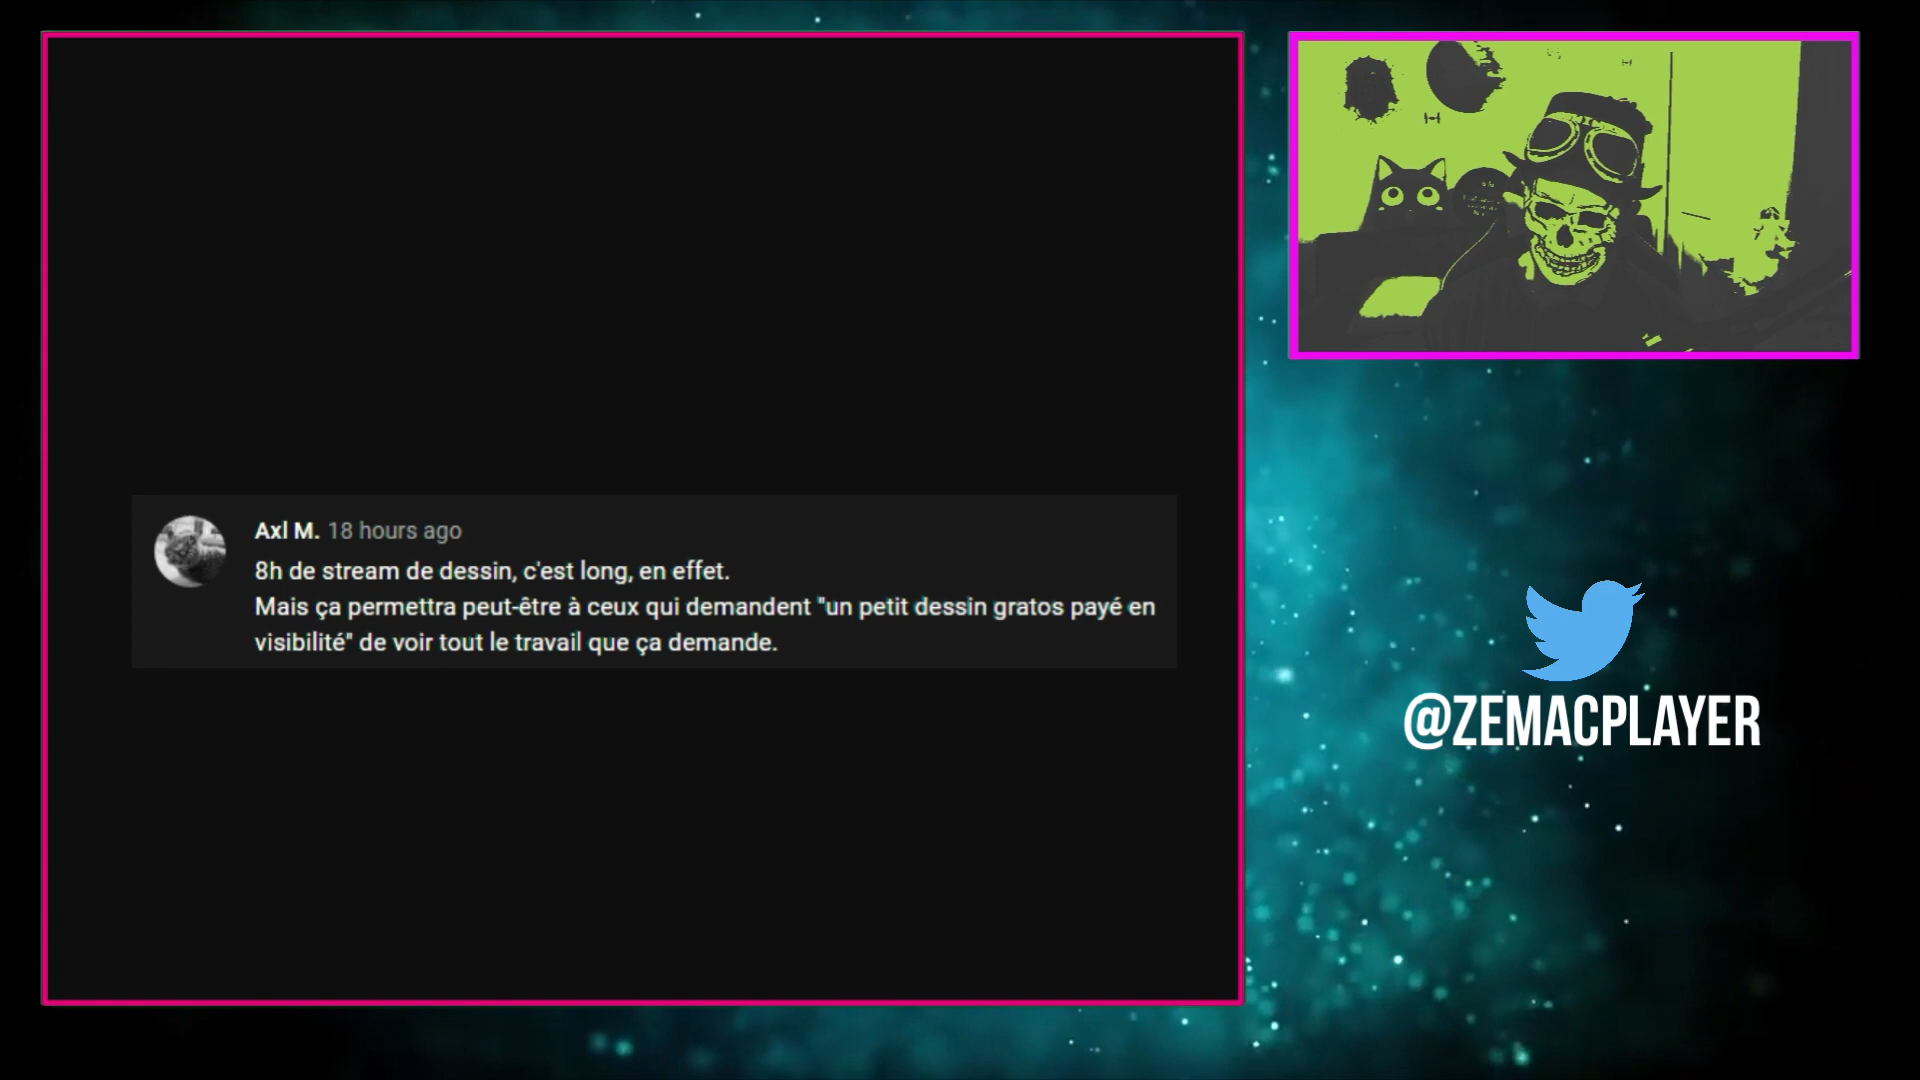 Axl M. 18 hours ago
8h de stream de dessin, c'est long, en effet.
Mais ça permettra peut-être à ceux qui demandent "un petit dessin gratos payé en
visibilité" de voir tout le travail que ça demande.
@ZEMACPLAYER